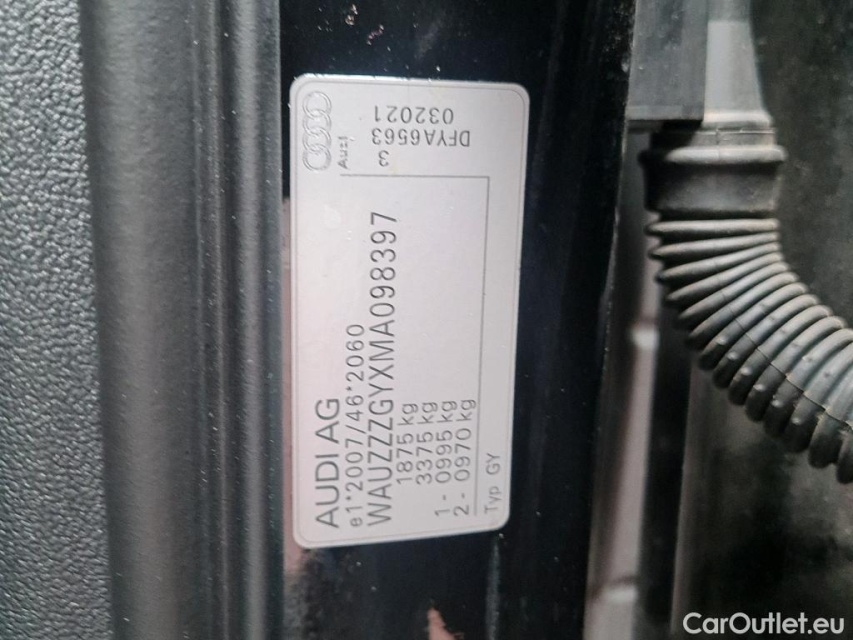 AUDI AG
e1*2007/46*2060
WAUZZZGYXMA098397
1875 kg
3375 kg
1- 0995 kg
2- 0970 kg
Typ GY
Audi
3
DFYA6563
032021
CarOutlet.eu